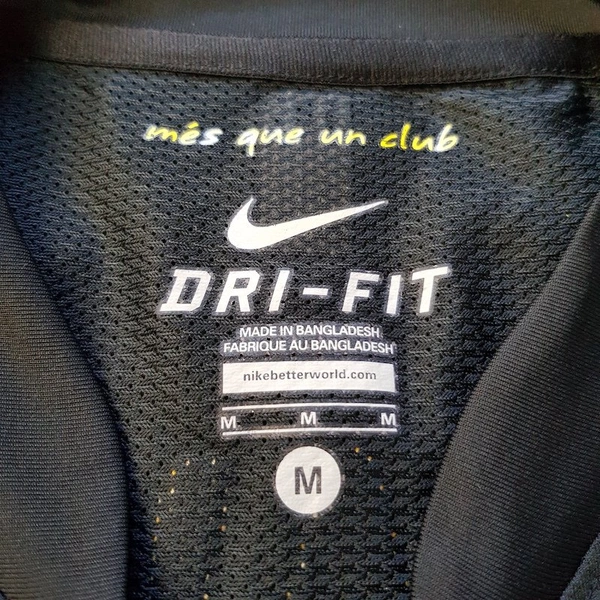 més que un club
DRI-FIT
MADE IN BANGLADESH
FABRIQUE AU BANGLADESH
nikebetterworld.com
M M M
M